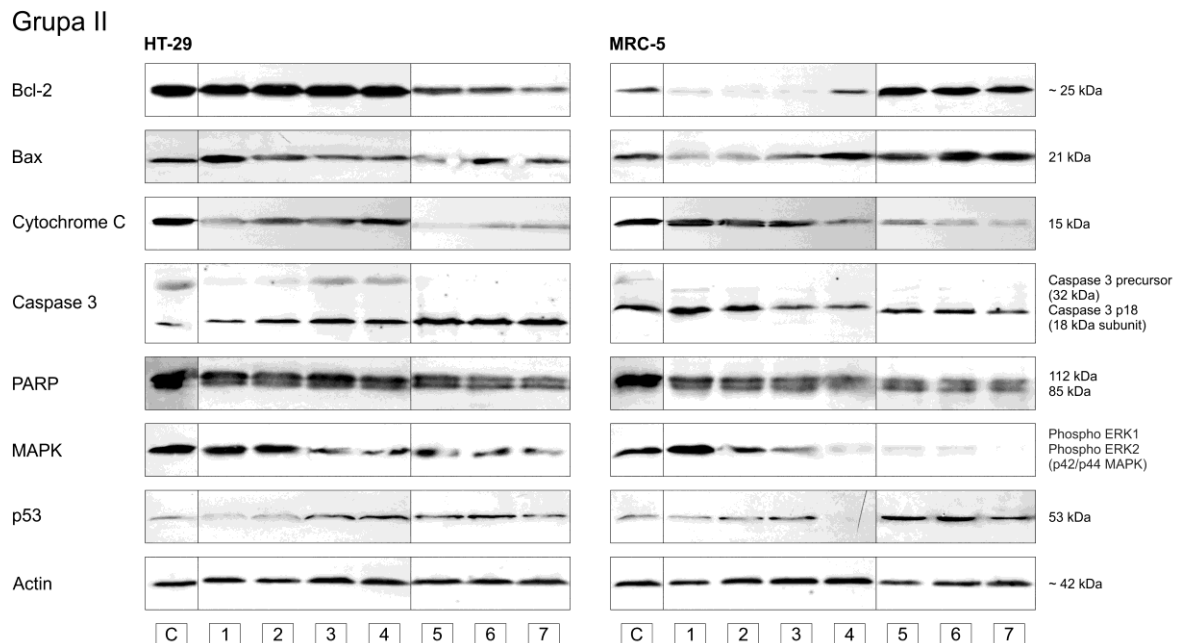 Grupa II
HT-29
MRC-5
Bcl-2
~ 25 kDa
Bax
21 kDa
Cytochrome C
15 kDa
Caspase 3
Caspase 3 precursor
(32 kDa)
Caspase 3 p18
(18 kDa subunit)
PARP
112 kDa
85 kDa
MAPK
Phospho ERK1
Phospho ERK2
(p42/p44 MAPK)
p53
53 kDa
Actin
~ 42 kDa
C 1 2 3 4 5 6 7 C 1 2 3 4 5 6 7